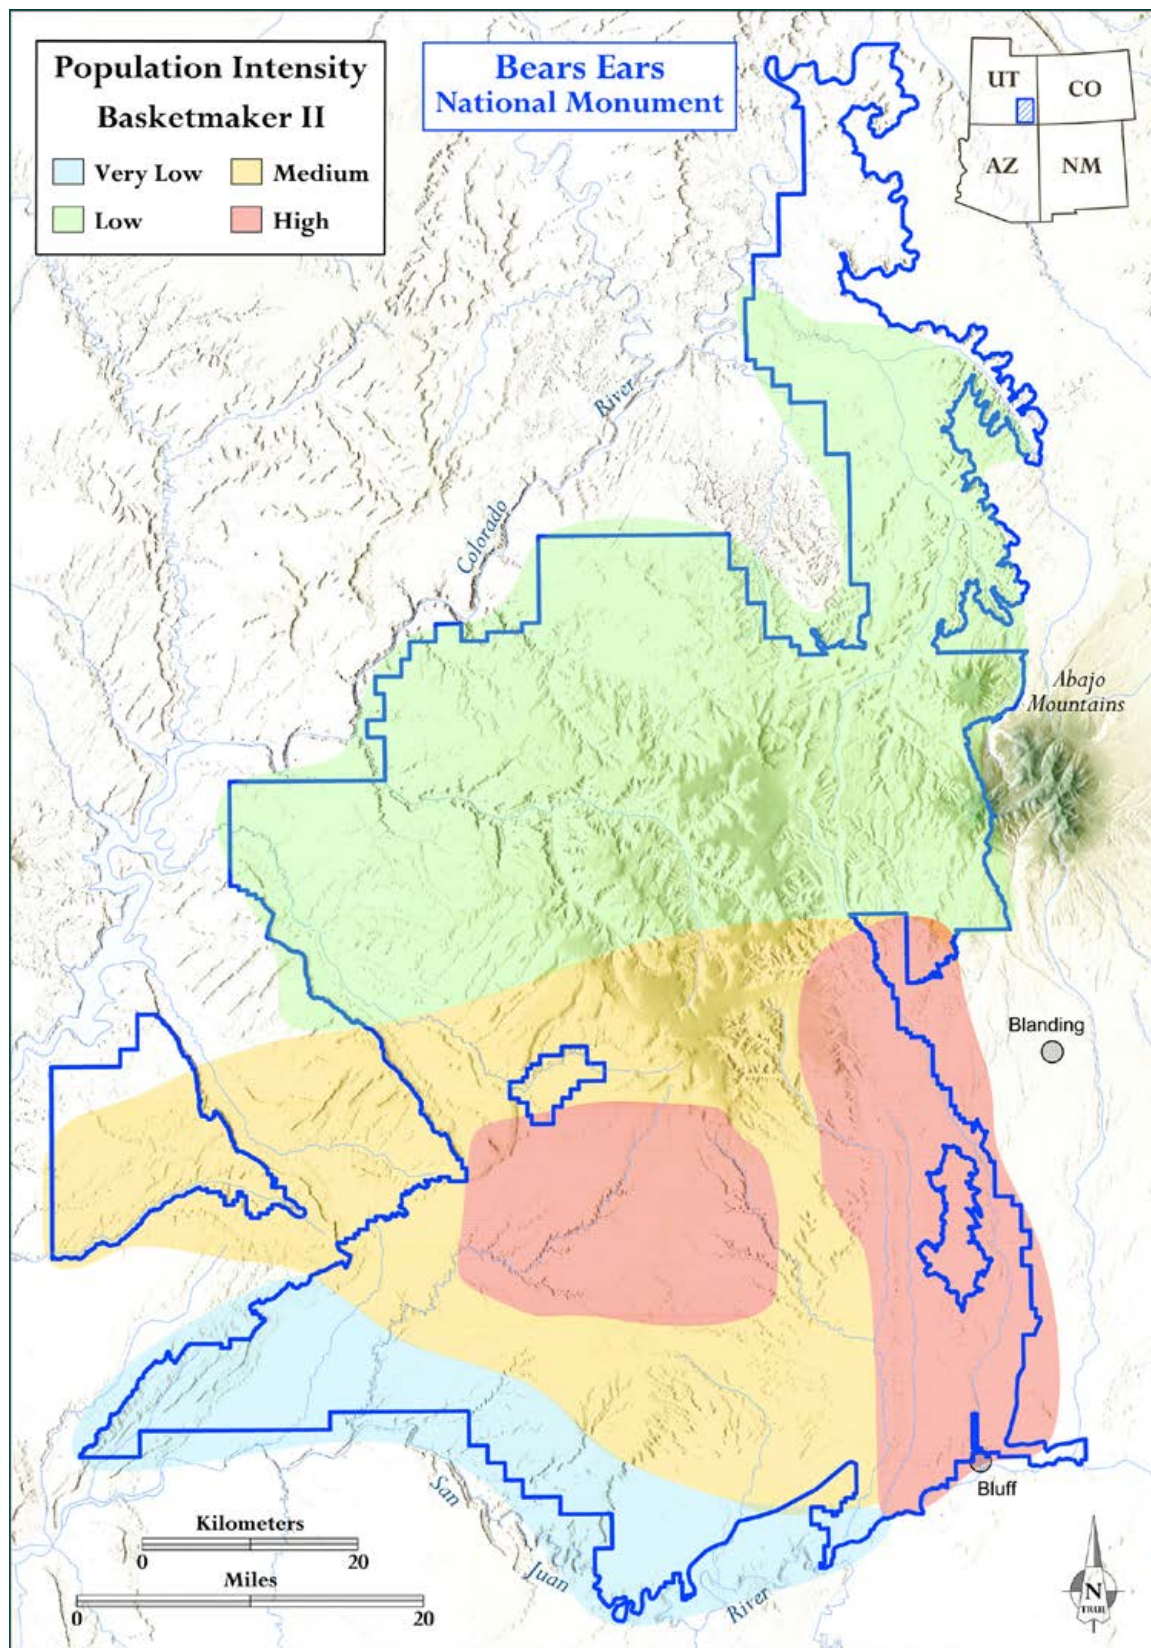 Population Intensity
Basketmaker II
Very Low
Medium
Low
High
Bears Ears
National Monument
UT
CO
AZ
NM
Colorado River
Abajo
Mountains
Blanding
Bluff
San Juan River
Kilometers
0 20
Miles
0 20
N
TRUE